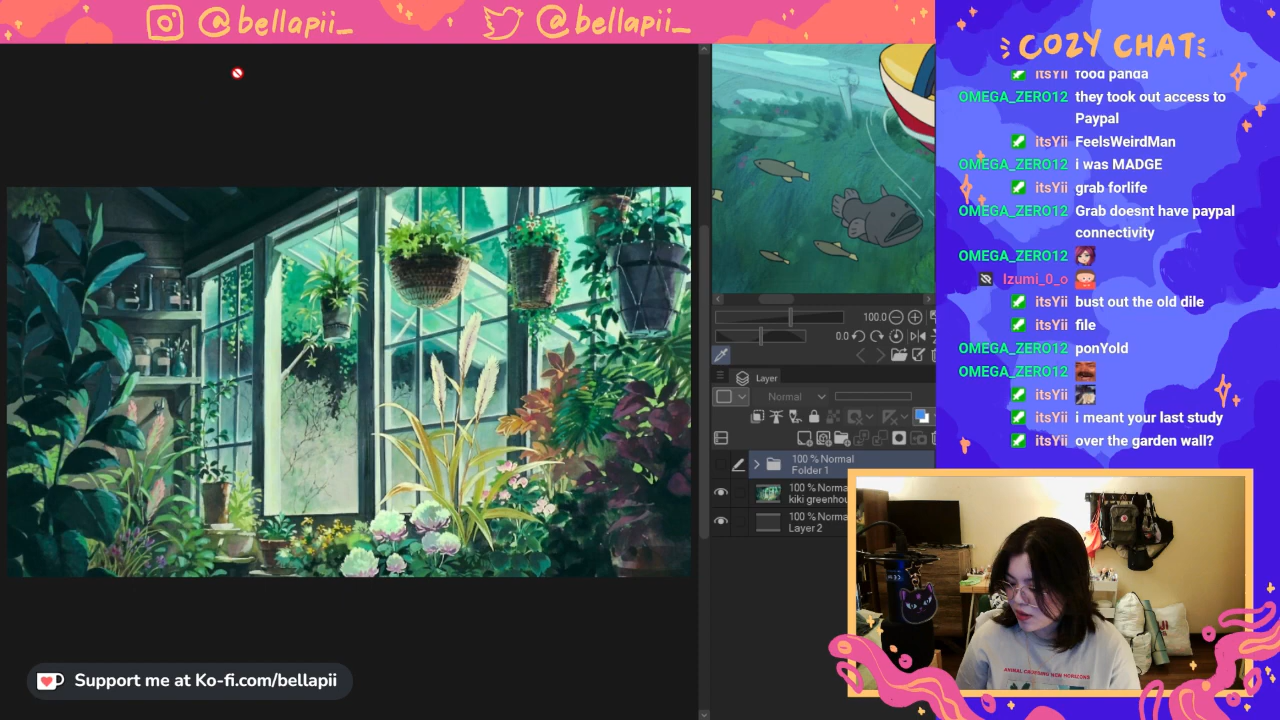 @bellapii_
@bellapii_
COZY CHAT
itsYii food panda
OMEGA_ZERO12 they took out access to
Paypal
itsYii FeelsWeirdMan
OMEGA_ZERO12 i was MADGE
itsYii grab forlife
OMEGA_ZERO12 Grab doesnt have paypal
connectivity
OMEGA_ZERO12
Izumi_0_o
itsYii bust out the old dile
itsYii file
OMEGA_ZERO12 ponYold
OMEGA_ZERO12
itsYii
itsYii i meant your last study
itsYii over the garden wall?
100.0
0.0
Layer
Normal
100 % Normal
Folder 1
100 % Norma
kiki greenhou
100 % Norma
Layer 2
ANIMAL CROSSING NEW HORIZONS
Support me at Ko-fi.com/bellapii